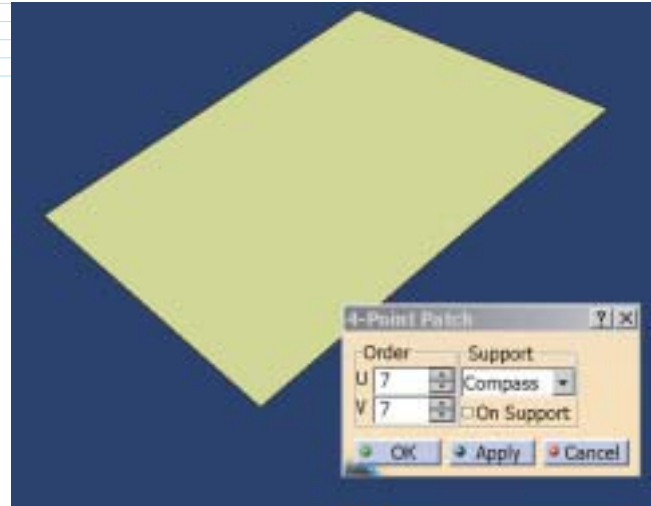 4-Point Patch
Order Support
U 7 Compass
V 7 On Support
OK Apply Cancel